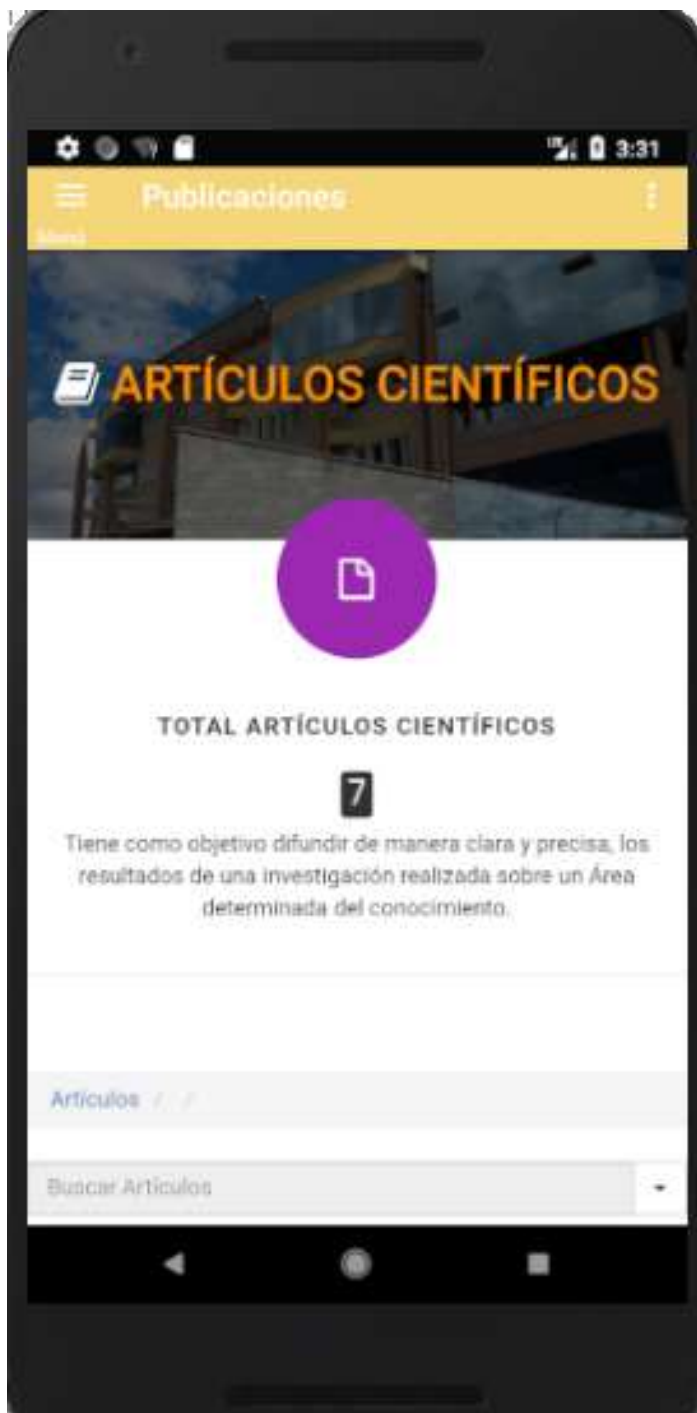 3:31
Publicaciones
Menú
ARTÍCULOS CIENTÍFICOS
TOTAL ARTÍCULOS CIENTÍFICOS
7
Tiene como objetivo difundir de manera clara y precisa, los
resultados de una investigación realizada sobre un Área
determinada del conocimiento.
Artículos / /
Buscar Artículos